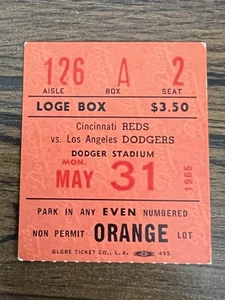 126 A 2
AISLE BOX SEAT
LOGE BOX $3.50
Cincinnati REDS
vs. Los Angeles DODGERS
DODGER STADIUM
MON.
MAY 31
1965
PARK IN ANY EVEN NUMBERED
NON PERMIT ORANGE LOT
GLOBE TICKET CO., L. A. 495